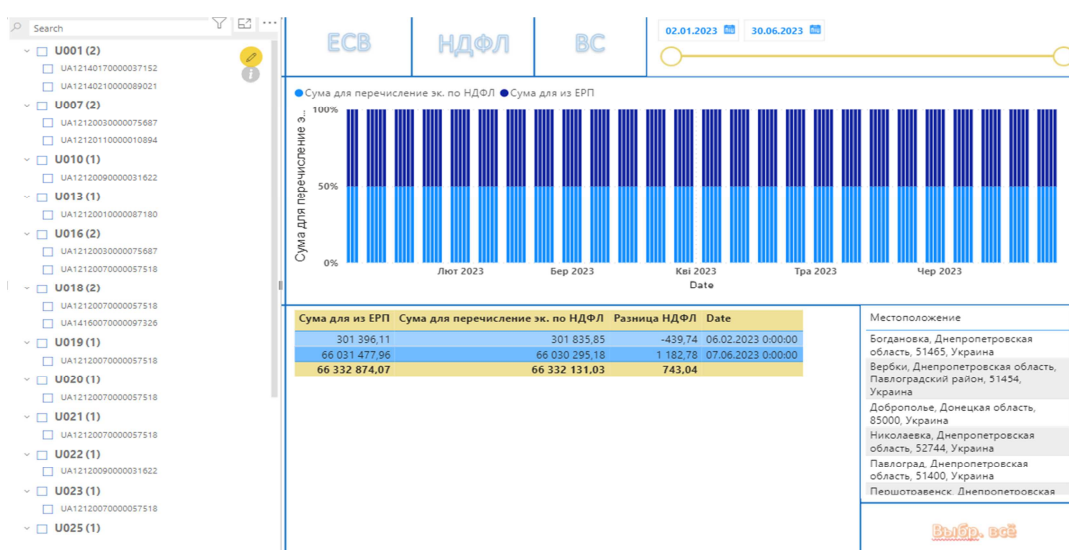 Search
U001 (2)
UA12140170000037152
UA12140210000089021
U007 (2)
UA12120030000075687
UA12120110000010894
U010 (1)
UA12120090000031622
U013 (1)
UA12120010000087180
U016 (2)
UA12120030000075687
UA12120070000057518
U018 (2)
UA12120070000057518
UA14160070000097326
U019 (1)
UA12120070000057518
U020 (1)
UA12120070000057518
U021 (1)
UA12120070000057518
U022 (1)
UA12120090000031622
U023 (1)
UA12120070000057518
U025 (1)
ЕСВ НДФЛ ВС
02.01.2023 30.06.2023
Сума для перечисление эк. по НДФЛ Сума для из ЕРП
Сума для перечисление э...
100%
50%
0%
Лют 2023 Бер 2023 Кві 2023 Тра 2023 Чер 2023
Date
Сума для из ЕРП Сума для перечисление эк. по НДФЛ Разница НДФЛ Date
301 396,11 301 835,85 -439,74 06.02.2023 0:00:00
66 031 477,96 66 030 295,18 1 182,78 07.06.2023 0:00:00
66 332 874,07 66 332 131,03 743,04
Местоположение
Богдановка, Днепропетровская
область, 51465, Украина
Вербки, Днепропетровская область,
Павлоградский район, 51454,
Украина
Доброполье, Донецкая область,
85000, Украина
Николаевка, Днепропетровская
область, 52744, Украина
Павлоград, Днепропетровская
область, 51400, Украина
Першотравенск, Днепропетровская
Выбр. всё